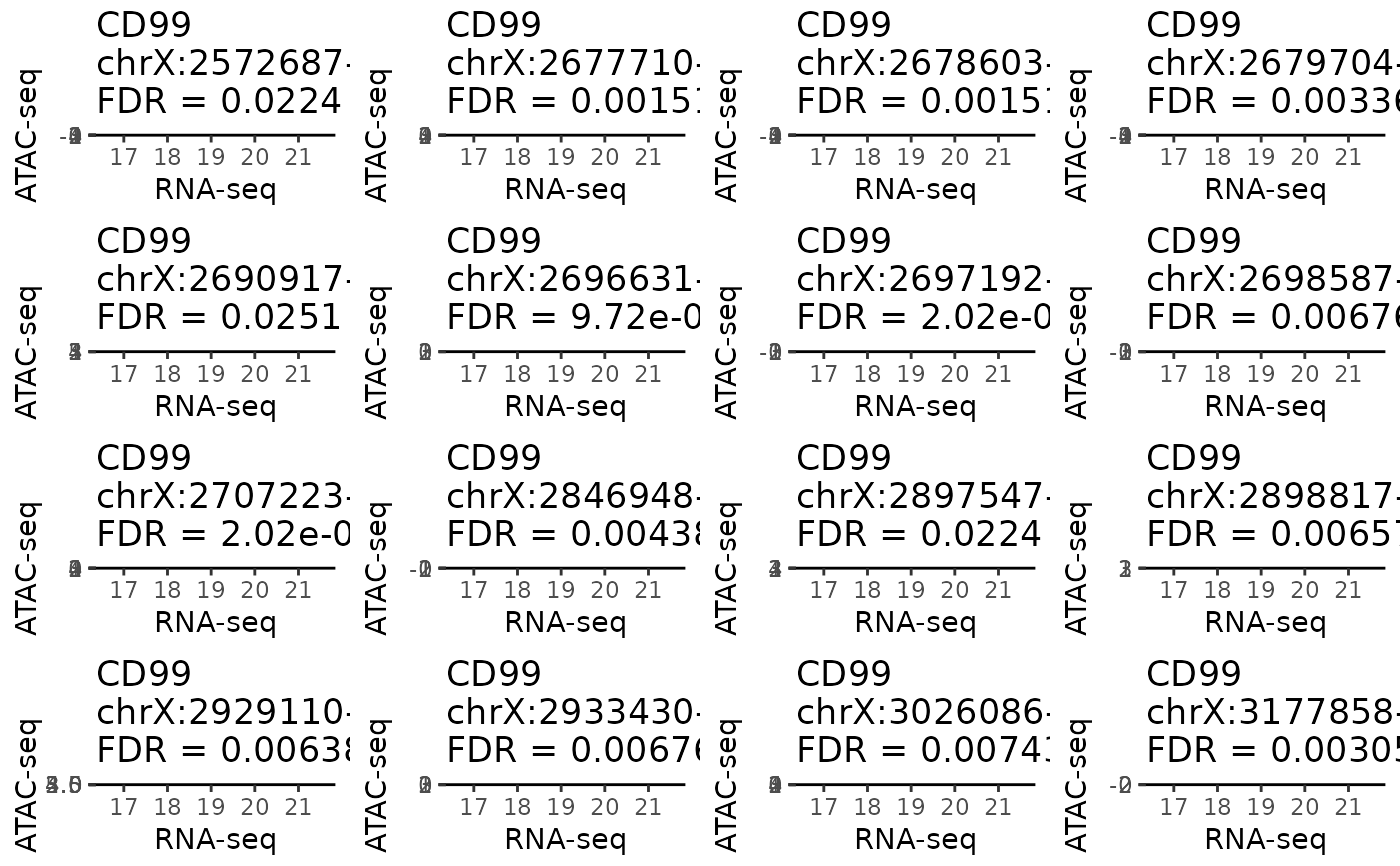 CD99
chrX:2572687-
FDR = 0.0224
ATAC-seq
17 18 19 20 21
RNA-seq
CD99
chrX:2677710-
FDR = 0.00151
ATAC-seq
17 18 19 20 21
RNA-seq
CD99
chrX:2678603-
FDR = 0.00151
ATAC-seq
17 18 19 20 21
RNA-seq
CD99
chrX:2679704-
FDR = 0.00336
ATAC-seq
17 18 19 20 21
RNA-seq
CD99
chrX:2690917-
FDR = 0.0251
ATAC-seq
17 18 19 20 21
RNA-seq
CD99
chrX:2696631-
FDR = 9.72e-0
ATAC-seq
17 18 19 20 21
RNA-seq
CD99
chrX:2697192-
FDR = 2.02e-0
ATAC-seq
17 18 19 20 21
RNA-seq
CD99
chrX:2698587-
FDR = 0.00676
ATAC-seq
17 18 19 20 21
RNA-seq
CD99
chrX:2707223-
FDR = 2.02e-0
ATAC-seq
17 18 19 20 21
RNA-seq
CD99
chrX:2846948-
FDR = 0.00438
ATAC-seq
17 18 19 20 21
RNA-seq
CD99
chrX:2897547-
FDR = 0.0224
ATAC-seq
17 18 19 20 21
RNA-seq
CD99
chrX:2898817-
FDR = 0.00657
ATAC-seq
17 18 19 20 21
RNA-seq
CD99
chrX:2929110-
FDR = 0.00638
ATAC-seq
17 18 19 20 21
RNA-seq
CD99
chrX:2933430-
FDR = 0.00676
ATAC-seq
17 18 19 20 21
RNA-seq
CD99
chrX:3026086-
FDR = 0.00743
ATAC-seq
17 18 19 20 21
RNA-seq
CD99
chrX:3177858-
FDR = 0.00305
ATAC-seq
17 18 19 20 21
RNA-seq